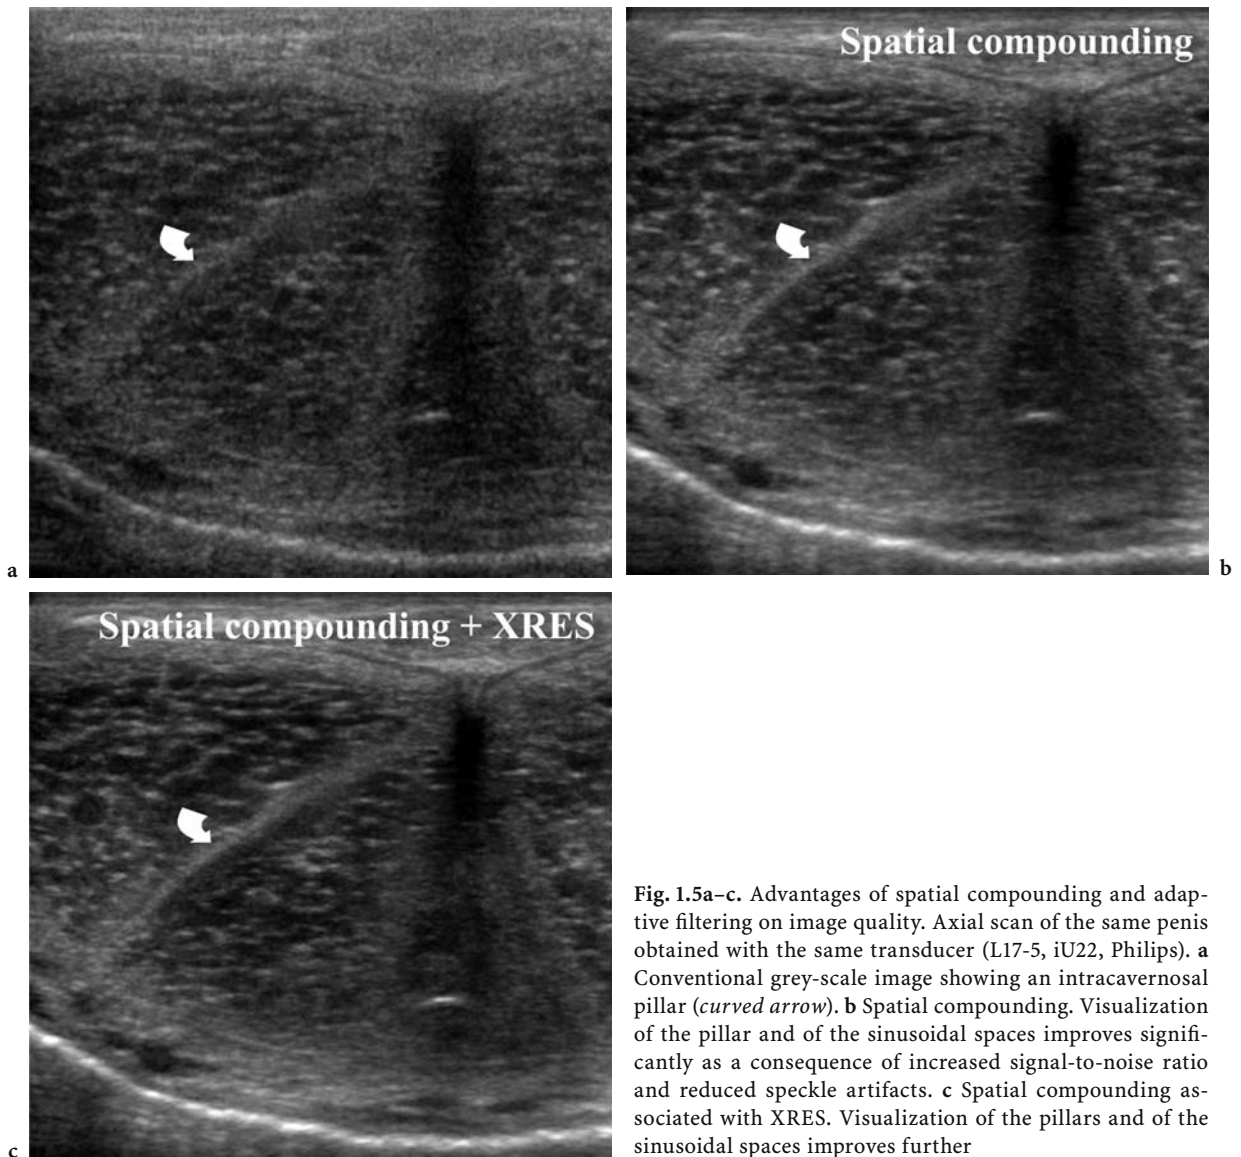 Spatial compounding
a
b
Spatial compounding + XRES
c
Fig. 1.5a–c. Advantages of spatial compounding and adap-
tive filtering on image quality. Axial scan of the same penis
obtained with the same transducer (L17-5, iU22, Philips). a
Conventional grey-scale image showing an intracavernosal
pillar (curved arrow). b Spatial compounding. Visualization
of the pillar and of the sinusoidal spaces improves signifi-
cantly as a consequence of increased signal-to-noise ratio
and reduced speckle artifacts. c Spatial compounding as-
sociated with XRES. Visualization of the pillars and of the
sinusoidal spaces improves further